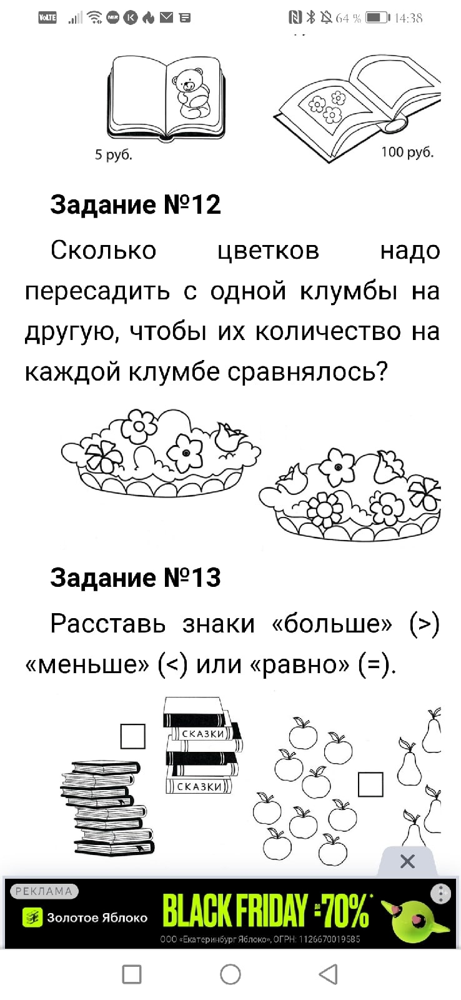 VoLTE
64 %
14:38
5 руб.
100 руб.
Задание №12
Сколько цветков надо
пересадить с одной клумбы на
другую, чтобы их количество на
каждой клумбе сравнялось?
Задание №13
Расставь знаки «больше» (>)
«меньше» (<) или «равно» (=).
СКАЗКИ
СКАЗКИ
РЕКЛАМА
Золотое Яблоко
BLACK FRIDAY до -70%*
ООО «Екатеринбург Яблоко», ОГРН: 1126670019585